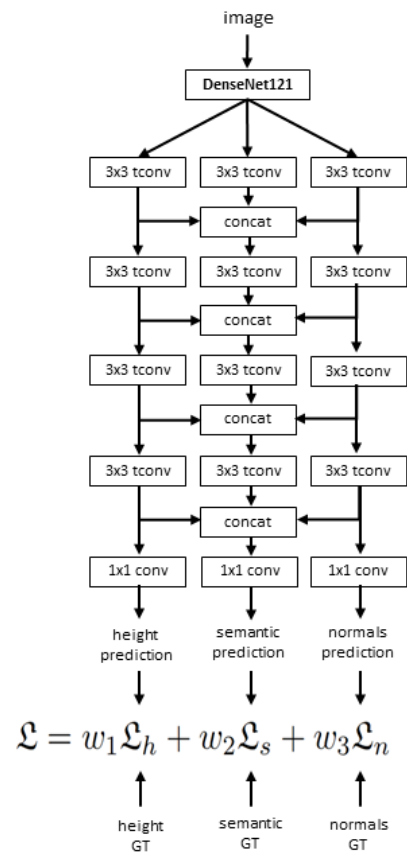 image
DenseNet121
3x3 tconv 3x3 tconv 3x3 tconv
concat
3x3 tconv 3x3 tconv 3x3 tconv
concat
3x3 tconv 3x3 tconv 3x3 tconv
concat
3x3 tconv 3x3 tconv 3x3 tconv
concat
1x1 conv 1x1 conv 1x1 conv
height semantic normals
prediction prediction prediction
𝔏 = w₁𝔏ₕ + w₂𝔏ₛ + w₃𝔏ₙ
height semantic normals
GT GT GT